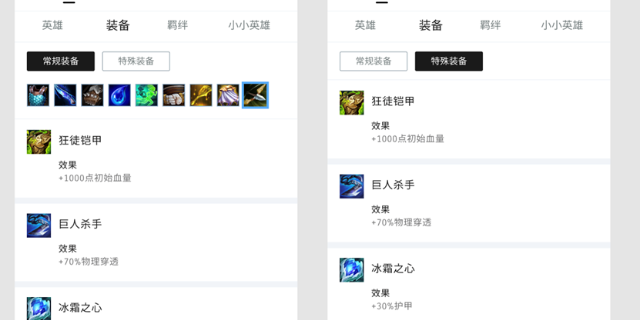 英雄 装备 羁绊 小小英雄
常规装备 特殊装备
狂徒铠甲
效果
+1000点初始血量
巨人杀手
效果
+70%物理穿透
冰霜之心
英雄 装备 羁绊 小小英雄
常规装备 特殊装备
狂徒铠甲
效果
+1000点初始血量
巨人杀手
效果
+70%物理穿透
冰霜之心
效果
+30%护甲